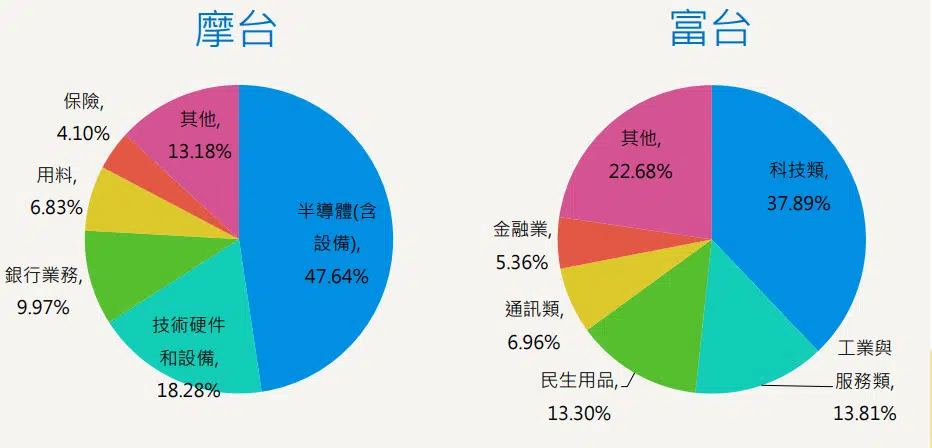 摩台
富台
保險,
4.10%
其他,
13.18%
用料,
6.83%
半導體(含
設備),
47.64%
銀行業務,
9.97%
技術硬件
和設備,
18.28%
其他,
22.68%
科技類,
37.89%
金融業,
5.36%
通訊類,
6.96%
工業與
服務類,
13.81%
民生用品,
13.30%